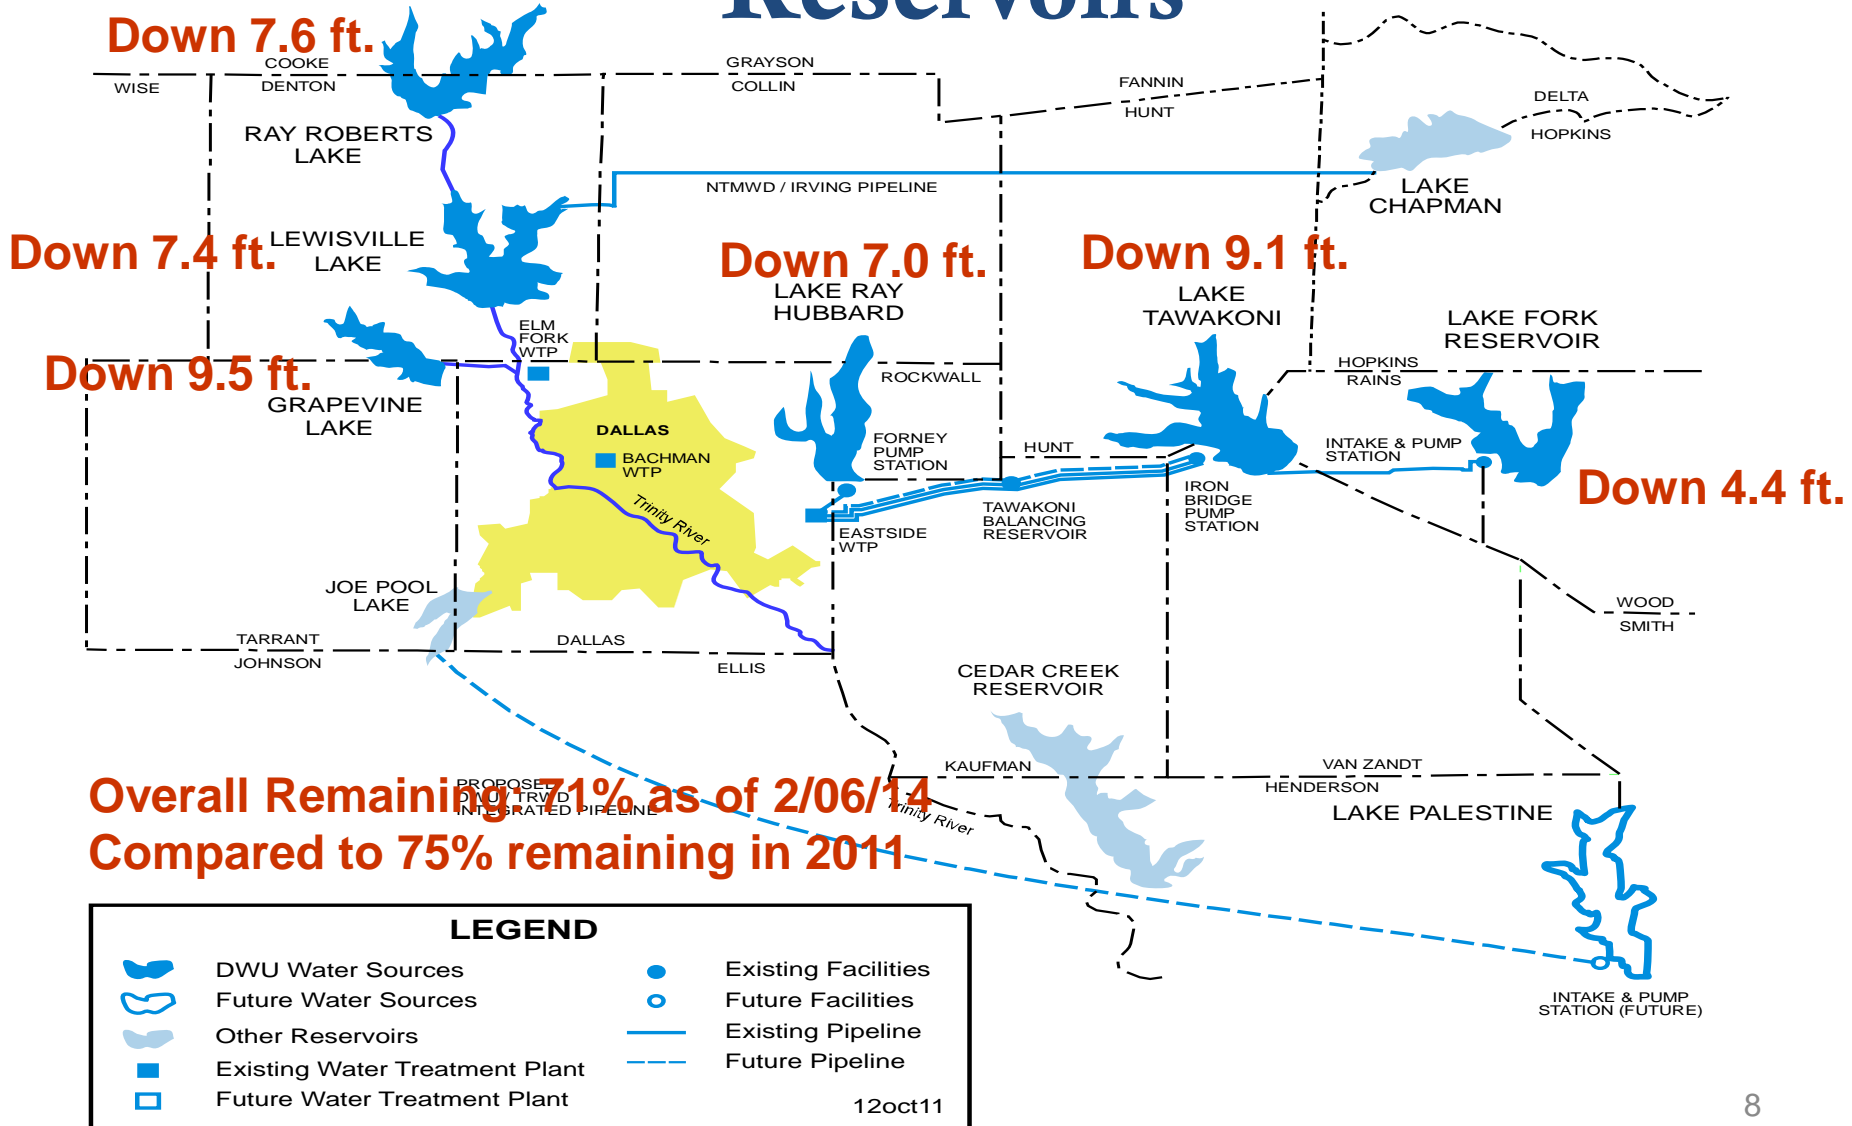 Reservoirs
Down 7.6 ft.
COOKE
WISE
DENTON
GRAYSON
COLLIN
FANNIN
HUNT
DELTA
HOPKINS
RAY ROBERTS
LAKE
NTMWD / IRVING PIPELINE
LAKE
CHAPMAN
Down 7.4 ft.
LEWISVILLE
LAKE
Down 7.0 ft.
LAKE RAY
HUBBARD
Down 9.1 ft.
LAKE
TAWAKONI
LAKE FORK
RESERVOIR
ELM
FORK
WTP
Down 9.5 ft.
GRAPEVINE
LAKE
ROCKWALL
HOPKINS
RAINS
DALLAS
BACHMAN
WTP
FORNEY
PUMP
STATION
HUNT
INTAKE & PUMP
STATION
Down 4.4 ft.
Trinity River
EASTSIDE
WTP
TAWAKONI
BALANCING
RESERVOIR
IRON
BRIDGE
PUMP
STATION
JOE POOL
LAKE
WOOD
SMITH
TARRANT
JOHNSON
DALLAS
ELLIS
CEDAR CREEK
RESERVOIR
KAUFMAN
VAN ZANDT
HENDERSON
LAKE PALESTINE
PROPOSED
DWU / TRWD
INTEGRATED PIPELINE
Overall Remaining: 71% as of 2/06/14
Compared to 75% remaining in 2011
Trinity River
INTAKE & PUMP
STATION (FUTURE)
LEGEND
DWU Water Sources
Future Water Sources
Other Reservoirs
Existing Water Treatment Plant
Future Water Treatment Plant
Existing Facilities
Future Facilities
Existing Pipeline
Future Pipeline
12oct11
8